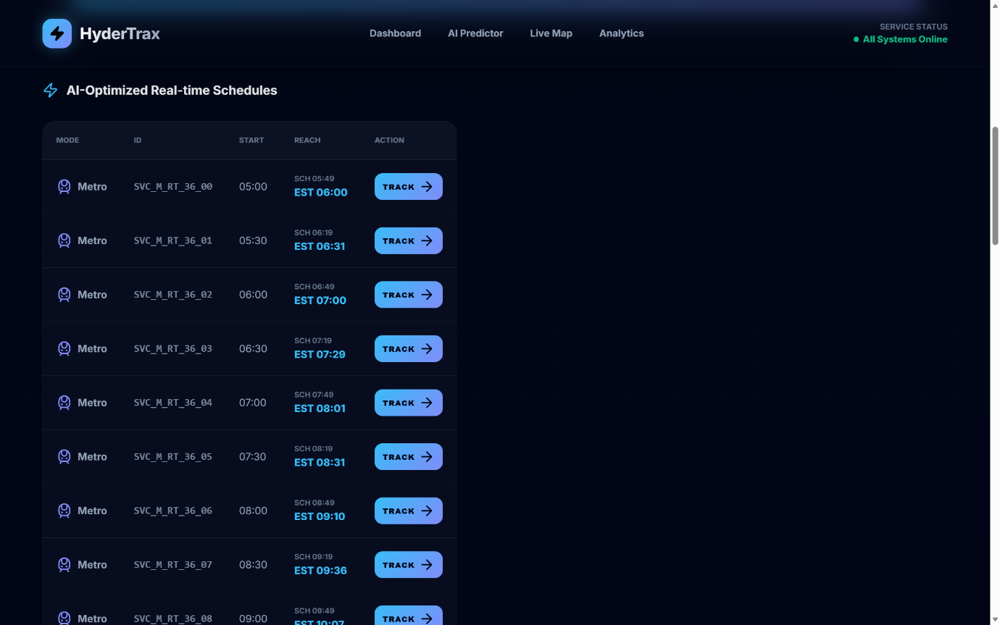 HyderTrax
Dashboard
AI Predictor
Live Map
Analytics
SERVICE STATUS
All Systems Online
AI-Optimized Real-time Schedules
MODE ID START REACH ACTION
Metro SVC_M_RT_36_00 05:00 SCH 05:49 EST 06:00 TRACK
Metro SVC_M_RT_36_01 05:30 SCH 06:19 EST 06:31 TRACK
Metro SVC_M_RT_36_02 06:00 SCH 06:49 EST 07:00 TRACK
Metro SVC_M_RT_36_03 06:30 SCH 07:19 EST 07:29 TRACK
Metro SVC_M_RT_36_04 07:00 SCH 07:49 EST 08:01 TRACK
Metro SVC_M_RT_36_05 07:30 SCH 08:19 EST 08:31 TRACK
Metro SVC_M_RT_36_06 08:00 SCH 08:49 EST 09:10 TRACK
Metro SVC_M_RT_36_07 08:30 SCH 09:19 EST 09:36 TRACK
Metro SVC_M_RT_36_08 09:00 SCH 09:49 EST 10:07 TRACK